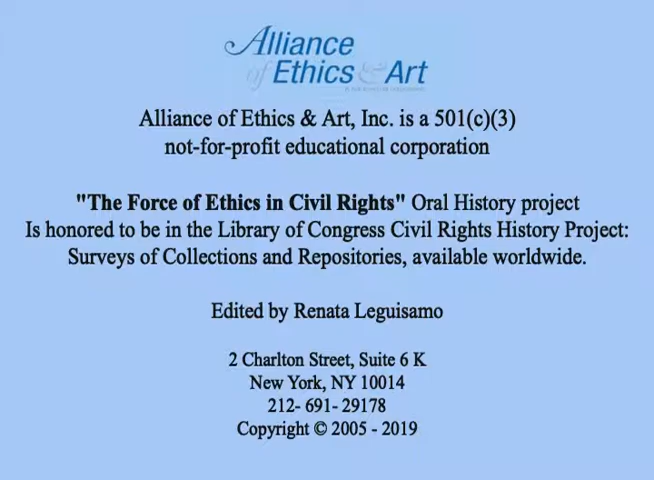 Alliance
of Ethics & Art
Alliance of Ethics & Art, Inc. is a 501(c)(3)
not-for-profit educational corporation
"The Force of Ethics in Civil Rights" Oral History project
Is honored to be in the Library of Congress Civil Rights History Project:
Surveys of Collections and Repositories, available worldwide.
Edited by Renata Leguisamo
2 Charlton Street, Suite 6 K
New York, NY 10014
212- 691- 29178
Copyright © 2005 - 2019